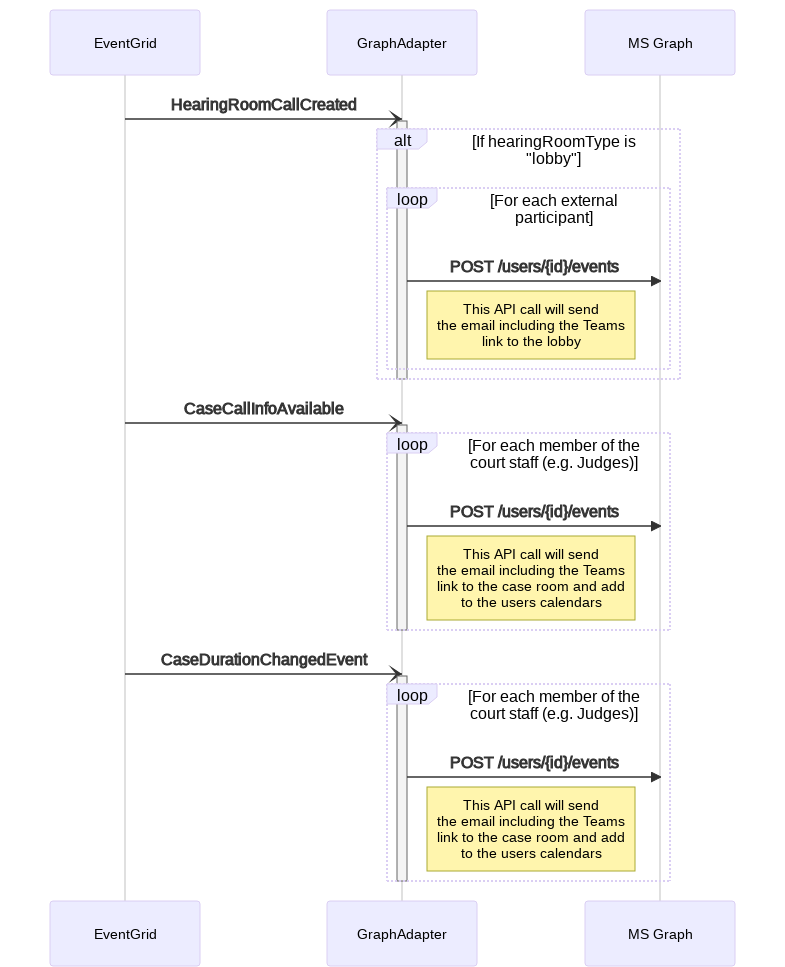 EventGrid
GraphAdapter
MS Graph
HearingRoomCallCreated
alt
[If hearingRoomType is
"lobby"]
loop
[For each external
participant]
POST /users/{id}/events
This API call will send
the email including the Teams
link to the lobby
CaseCallInfoAvailable
loop
[For each member of the
court staff (e.g. Judges)]
POST /users/{id}/events
This API call will send
the email including the Teams
link to the case room and add
to the users calendars
CaseDurationChangedEvent
loop
[For each member of the
court staff (e.g. Judges)]
POST /users/{id}/events
This API call will send
the email including the Teams
link to the case room and add
to the users calendars
EventGrid
GraphAdapter
MS Graph